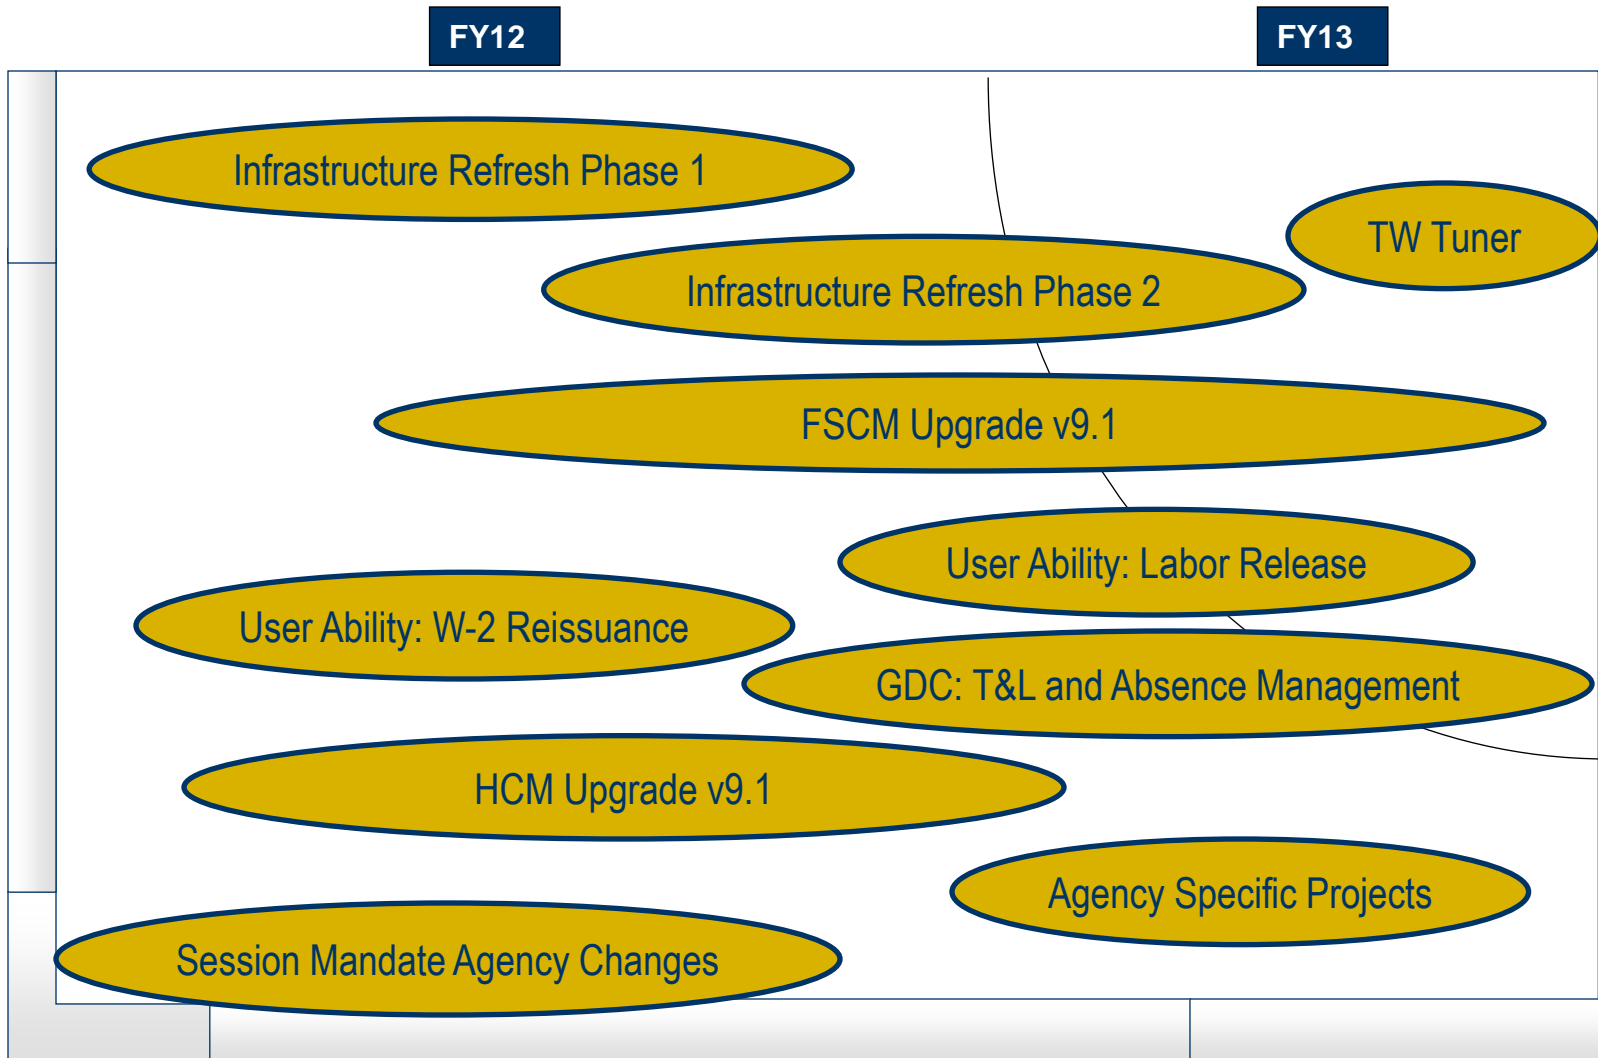 FY12
FY13
Infrastructure Refresh Phase 1
TW Tuner
Infrastructure Refresh Phase 2
FSCM Upgrade v9.1
User Ability: Labor Release
User Ability: W-2 Reissuance
GDC: T&L and Absence Management
HCM Upgrade v9.1
Agency Specific Projects
Session Mandate Agency Changes